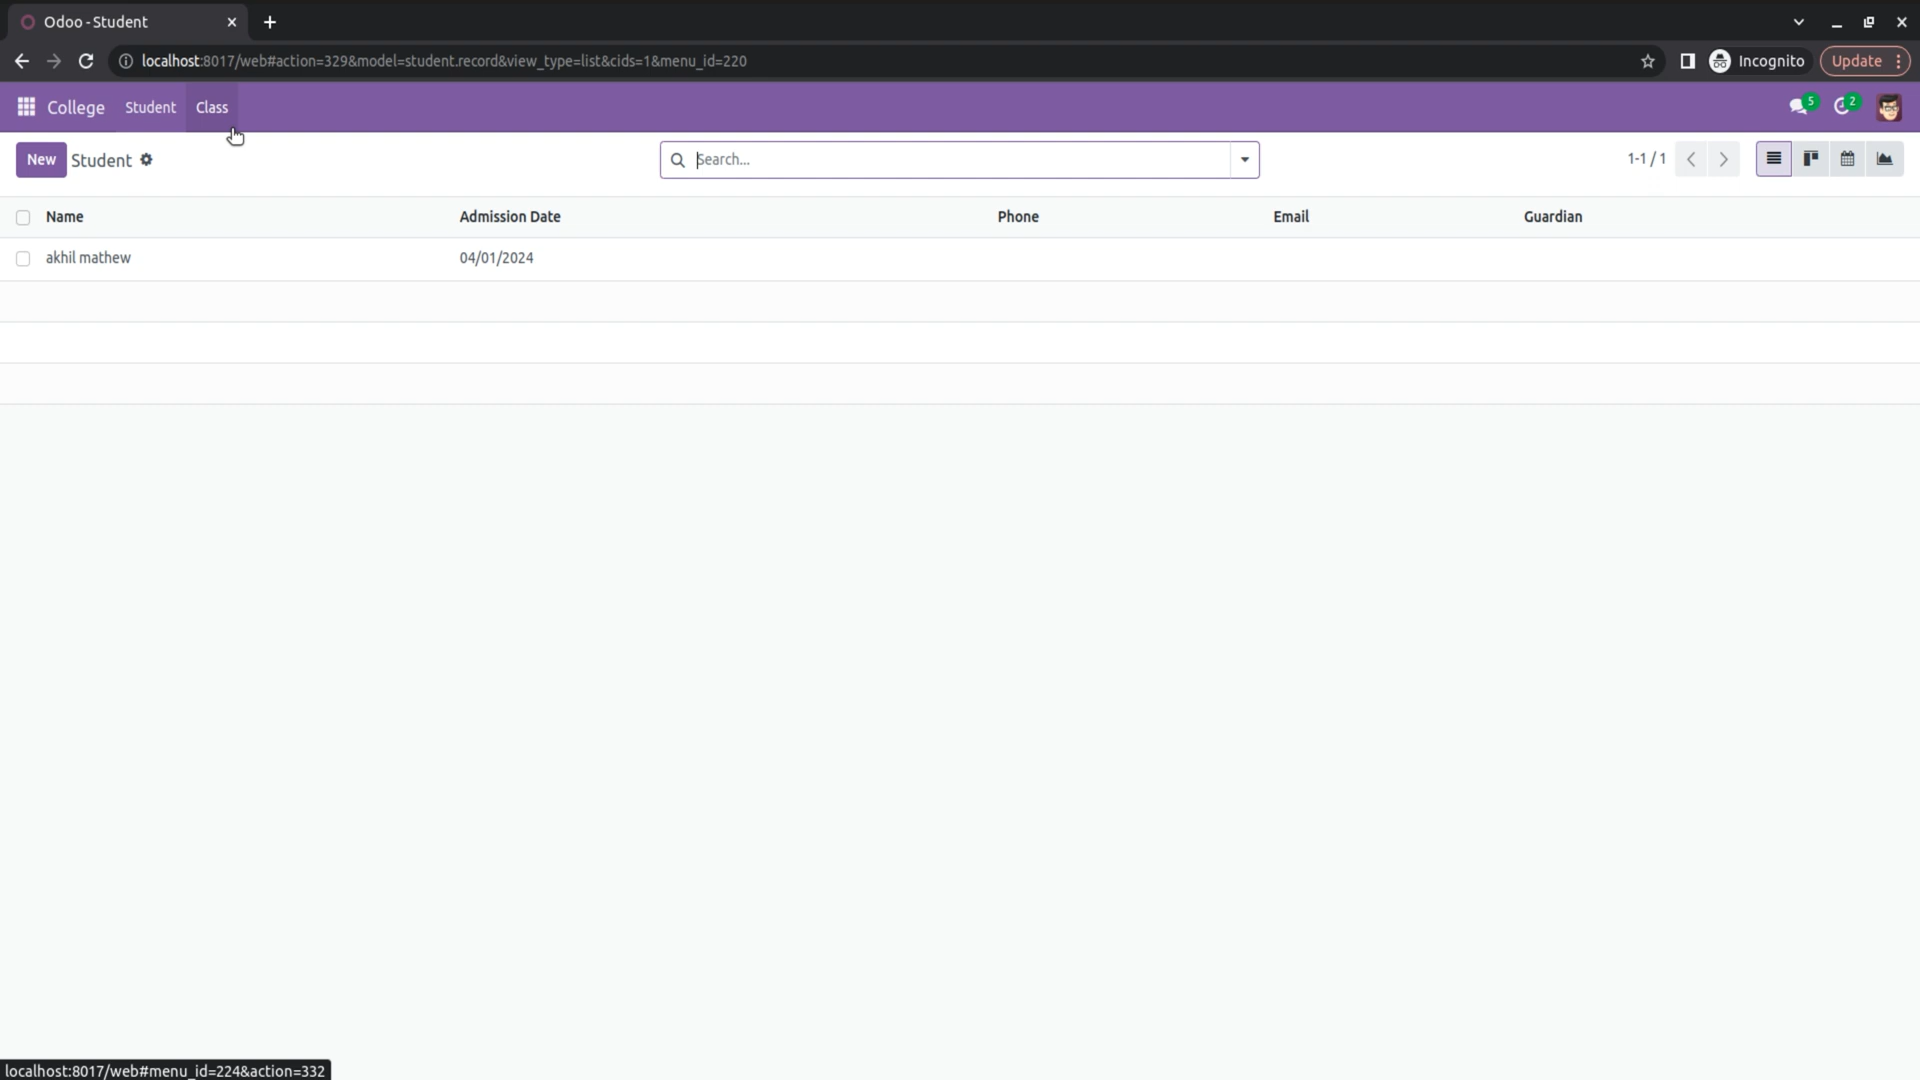 Odoo - Student
localhost:8017/web#action=329&model=student.record&view_type=list&cids=1&menu_id=220
Incognito
Update
College Student Class
5 2
New Student
Search...
1-1 / 1
Name Admission Date Phone Email Guardian
akhil mathew 04/01/2024
localhost:8017/web#menu_id=224&action=332